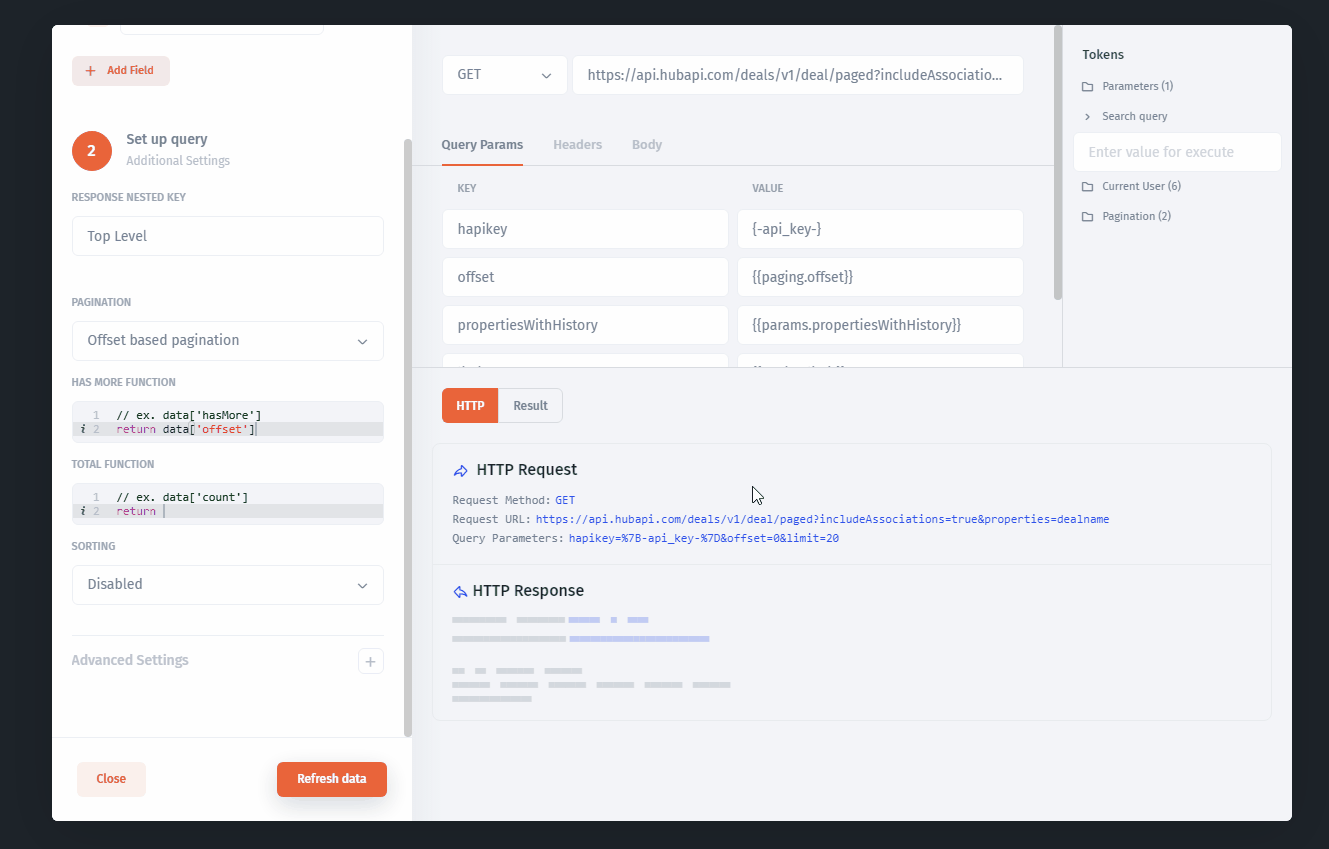 + Add Field
2
Set up query
Additional Settings
RESPONSE NESTED KEY
Top Level
PAGINATION
Offset based pagination
HAS MORE FUNCTION
1 // ex. data['hasMore']
i 2 return data['offset']
TOTAL FUNCTION
1 // ex. data['count']
i 2 return
SORTING
Disabled
Advanced Settings
+
Close
Refresh data
GET
https://api.hubapi.com/deals/v1/deal/paged?includeAssociatio...
Query Params
Headers
Body
KEY
VALUE
hapikey
{-api_key-}
offset
{{paging.offset}}
propertiesWithHistory
{{params.propertiesWithHistory}}
HTTP
Result
HTTP Request
Request Method: GET
Request URL: https://api.hubapi.com/deals/v1/deal/paged?includeAssociations=true&properties=dealname
Query Parameters: hapikey=%7B-api_key-%7D&offset=0&limit=20
HTTP Response
Tokens
Parameters (1)
Search query
Enter value for execute
Current User (6)
Pagination (2)